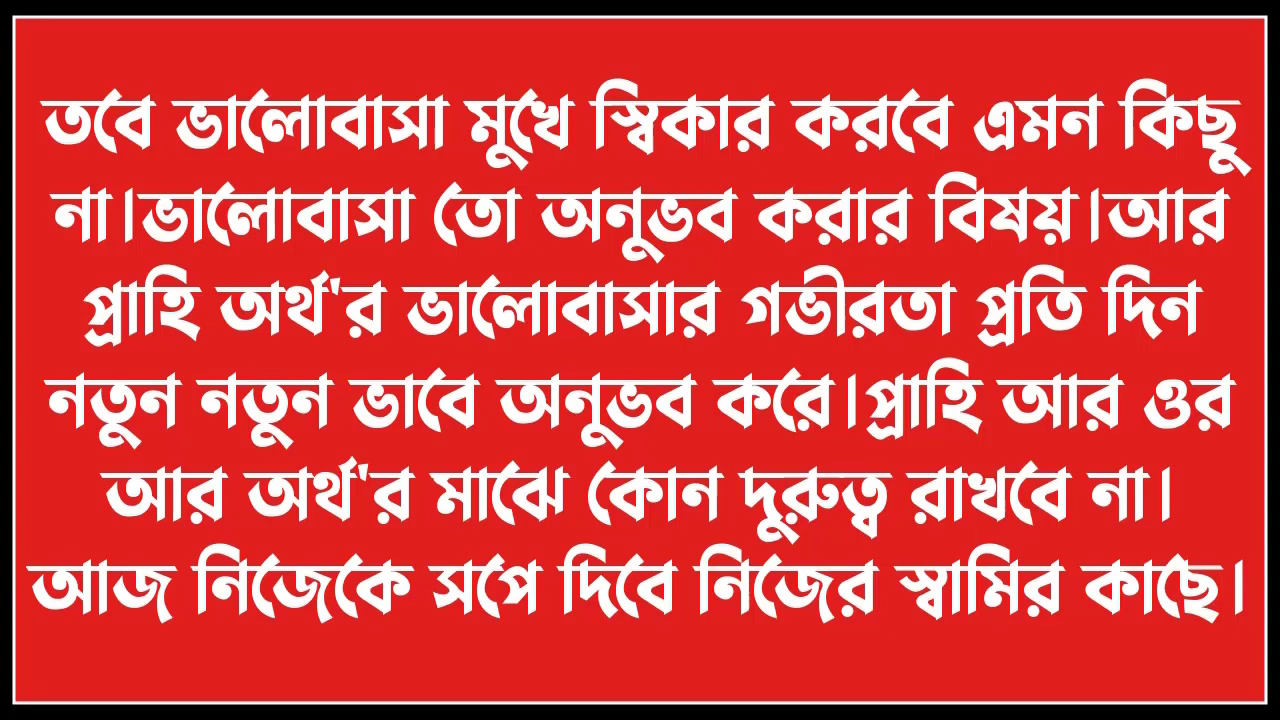 তবে ভালোবাসা মুখে স্বিকার করবে এমন কিছু
না।ভালোবাসা তো অনুভব করার বিষয়।আর
প্রাহি অর্থ'র ভালোবাসার গভীরতা প্রতি দিন
নতুন নতুন ভাবে অনুভব করে।প্রাহি আর ওর
আর অর্থ'র মাঝে কোন দুরুত্ব রাখবে না।
আজ নিজেকে সপে দিবে নিজের স্বামির কাছে।